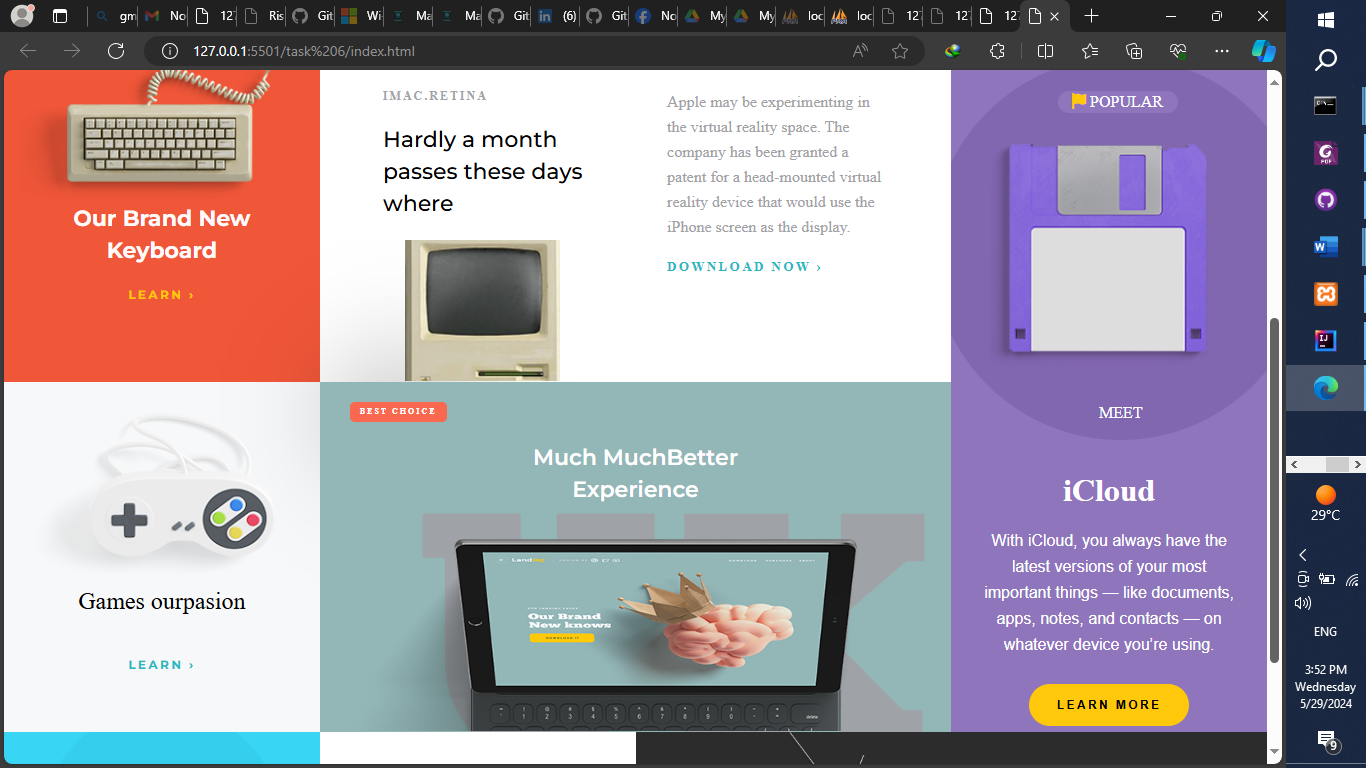 gm
No
127
Ris
Git
Wi
Ma
Ma
Git
(6)
Git
No
My
My
loc
loc
127
127
127
127.0.0.1:5501/task%206/index.html
IMAC.RETINA
Hardly a month
passes these days
where
Apple may be experimenting in
the virtual reality space. The
company has been granted a
patent for a head-mounted virtual
reality device that would use the
iPhone screen as the display.
DOWNLOAD NOW ›
POPULAR
Our Brand New
Keyboard
LEARN ›
MEET
iCloud
With iCloud, you always have the
latest versions of your most
important things — like documents,
apps, notes, and contacts — on
whatever device you’re using.
LEARN MORE
BEST CHOICE
Much MuchBetter
Experience
Our Brand
New knows
Games ourpasion
LEARN ›
29°C
ENG
3:52 PM
Wednesday
5/29/2024
9